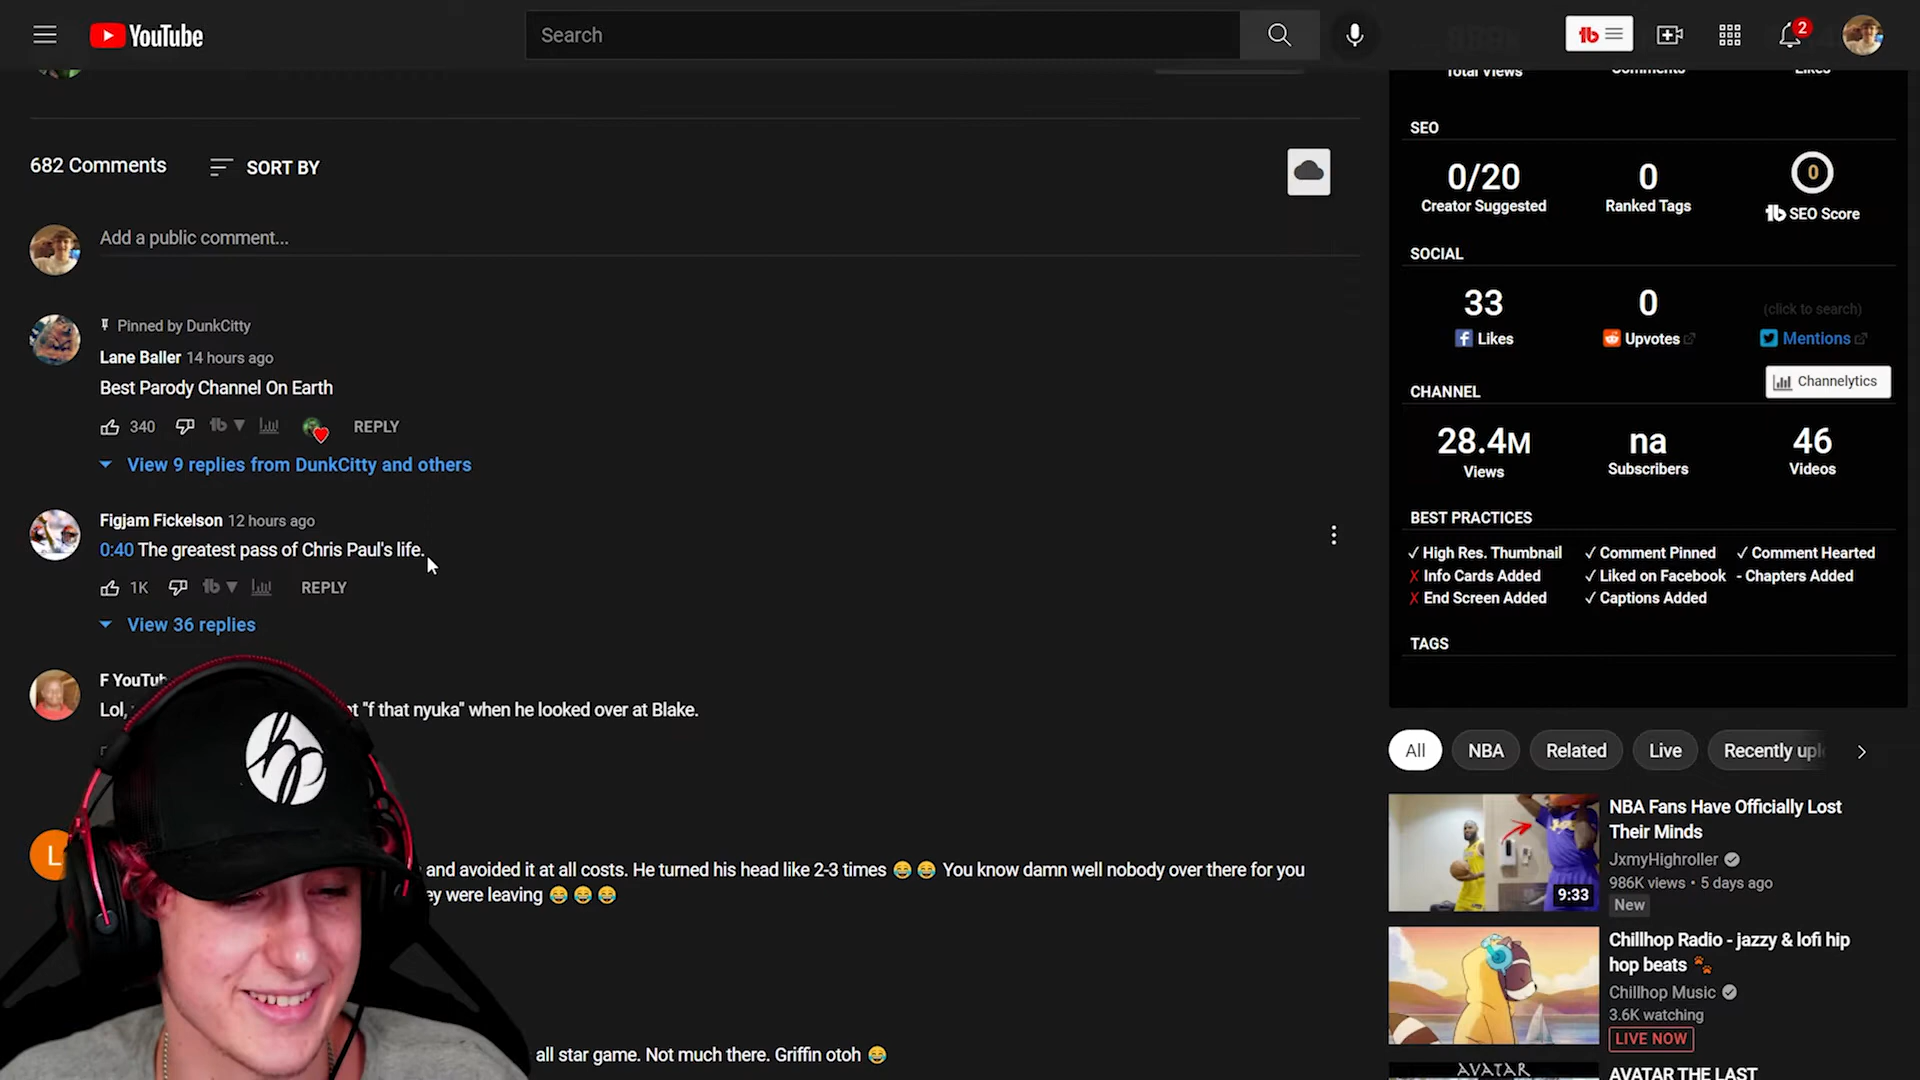 YouTube
Search
2
Total Views
Comments
Likes
682 Comments
SORT BY
Add a public comment...
Pinned by DunkCitty
Lane Baller 14 hours ago
Best Parody Channel On Earth
340
REPLY
View 9 replies from DunkCitty and others
Figjam Fickelson 12 hours ago
0:40 The greatest pass of Chris Paul's life.
1K
REPLY
View 36 replies
F YouTub
Lol,
"f that nyuka" when he looked over at Blake.
L
and avoided it at all costs. He turned his head like 2-3 times 😂 😂 You know damn well nobody over there for you
were leaving 😂 😂 😂
all star game. Not much there. Griffin otoh 😂
SEO
0/20
Creator Suggested
0
Ranked Tags
0
SEO Score
SOCIAL
33
Likes
0
Upvotes
(click to search)
Mentions
Channelytics
CHANNEL
28.4M
Views
na
Subscribers
46
Videos
BEST PRACTICES
✓ High Res. Thumbnail ✓ Comment Pinned ✓ Comment Hearted
✗ Info Cards Added ✓ Liked on Facebook - Chapters Added
✗ End Screen Added ✓ Captions Added
TAGS
All
NBA
Related
Live
Recently upl
NBA Fans Have Officially Lost
Their Minds
JxmyHighroller
986K views • 5 days ago
New
9:33
Chillhop Radio - jazzy & lofi hip
hop beats 🐾
Chillhop Music
3.6K watching
LIVE NOW
AVATAR
AVATAR THE LAST